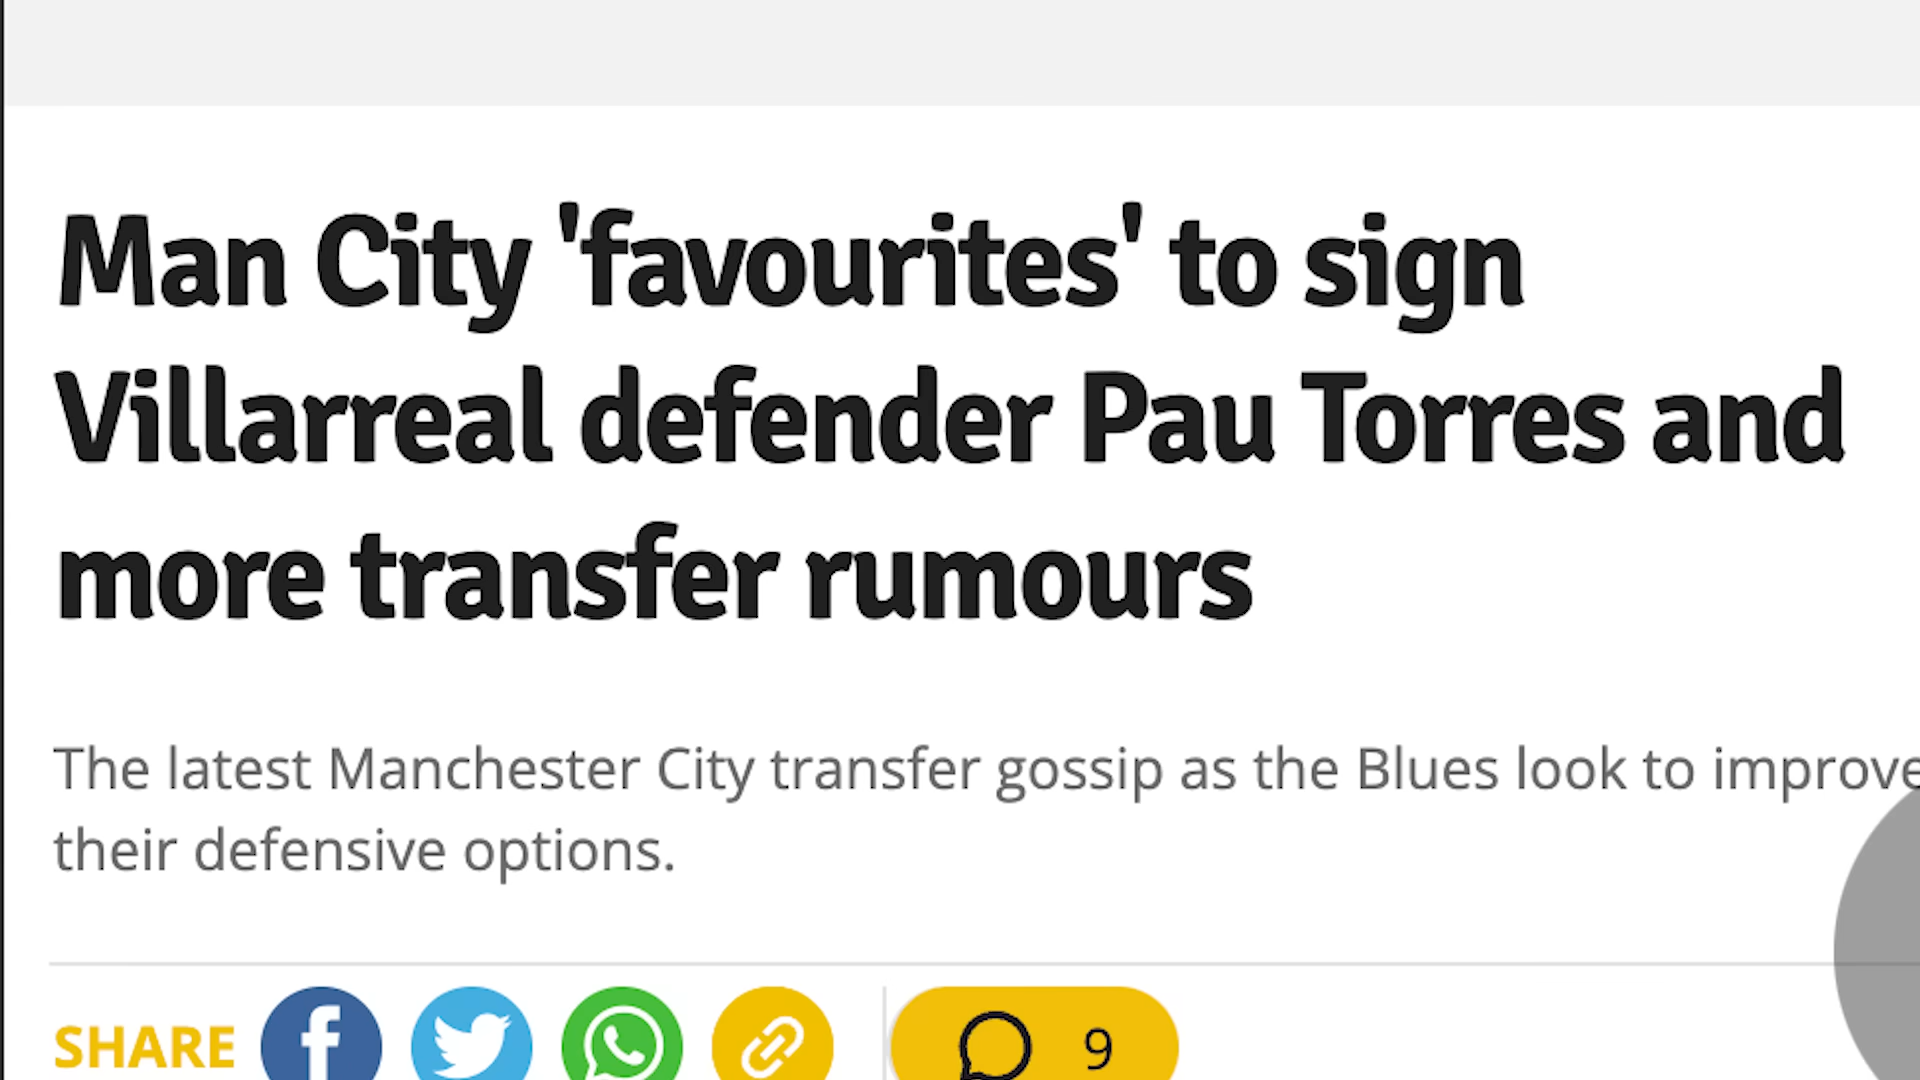 Man City 'favourites' to sign
Villarreal defender Pau Torres and
more transfer rumours
The latest Manchester City transfer gossip as the Blues look to improve
their defensive options.
SHARE
9